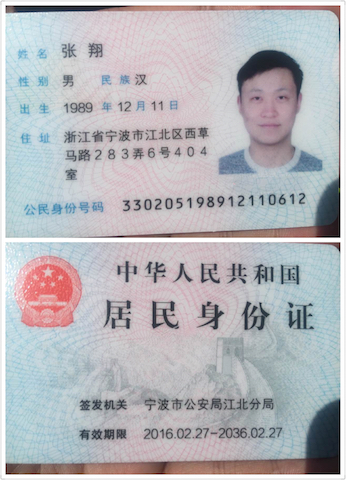 姓名 张翔
性别 男 民族 汉
出生 1989 年 12 月 11 日
住址 浙江省宁波市江北区西草
马路283弄6号404
室
公民身份号码 330205198912110612
中华人民共和国
居民身份证
签发机关 宁波市公安局江北分局
有效期限 2016.02.27-2036.02.27